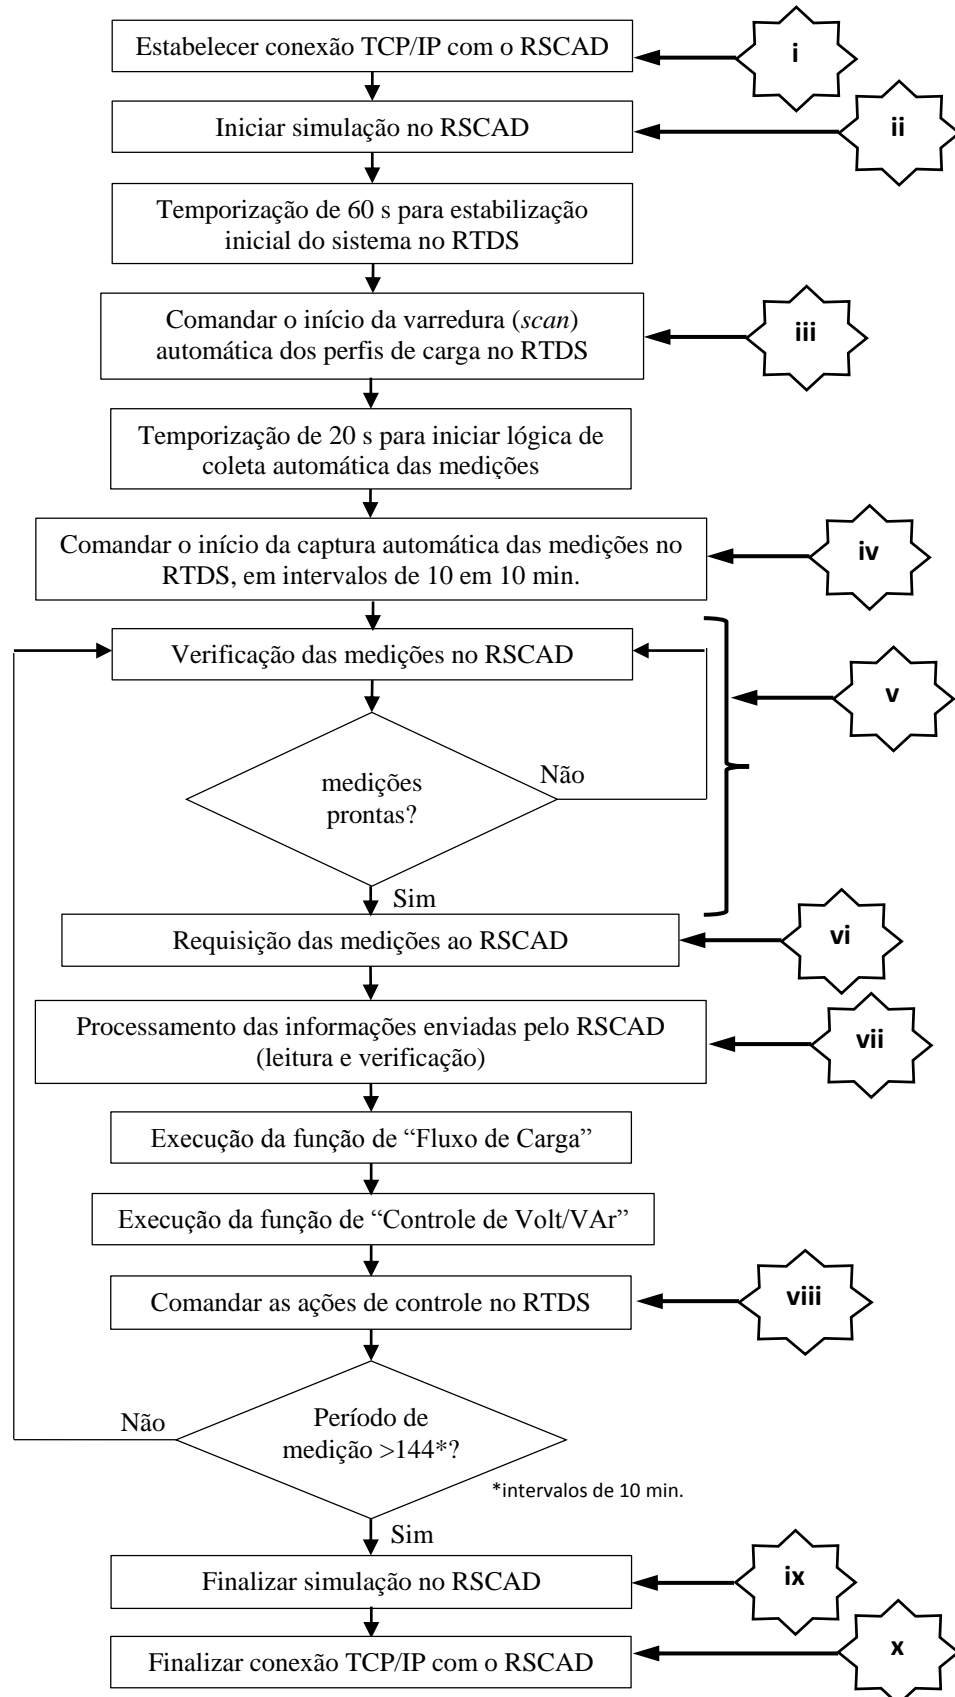 Estabelecer conexão TCP/IP com o RSCAD
i
Iniciar simulação no RSCAD
ii
Temporização de 60 s para estabilização
inicial do sistema no RTDS
Comandar o início da varredura (scan)
automática dos perfis de carga no RTDS
iii
Temporização de 20 s para iniciar lógica de
coleta automática das medições
Comandar o início da captura automática das medições no
RTDS, em intervalos de 10 em 10 min.
iv
Verificação das medições no RSCAD
v
medições
prontas?
Não
Sim
Requisição das medições ao RSCAD
vi
Processamento das informações enviadas pelo RSCAD
(leitura e verificação)
vii
Execução da função de “Fluxo de Carga”
Execução da função de “Controle de Volt/VAr”
Comandar as ações de controle no RTDS
viii
Não
Período de
medição >144*?
*intervalos de 10 min.
Sim
Finalizar simulação no RSCAD
ix
Finalizar conexão TCP/IP com o RSCAD
x